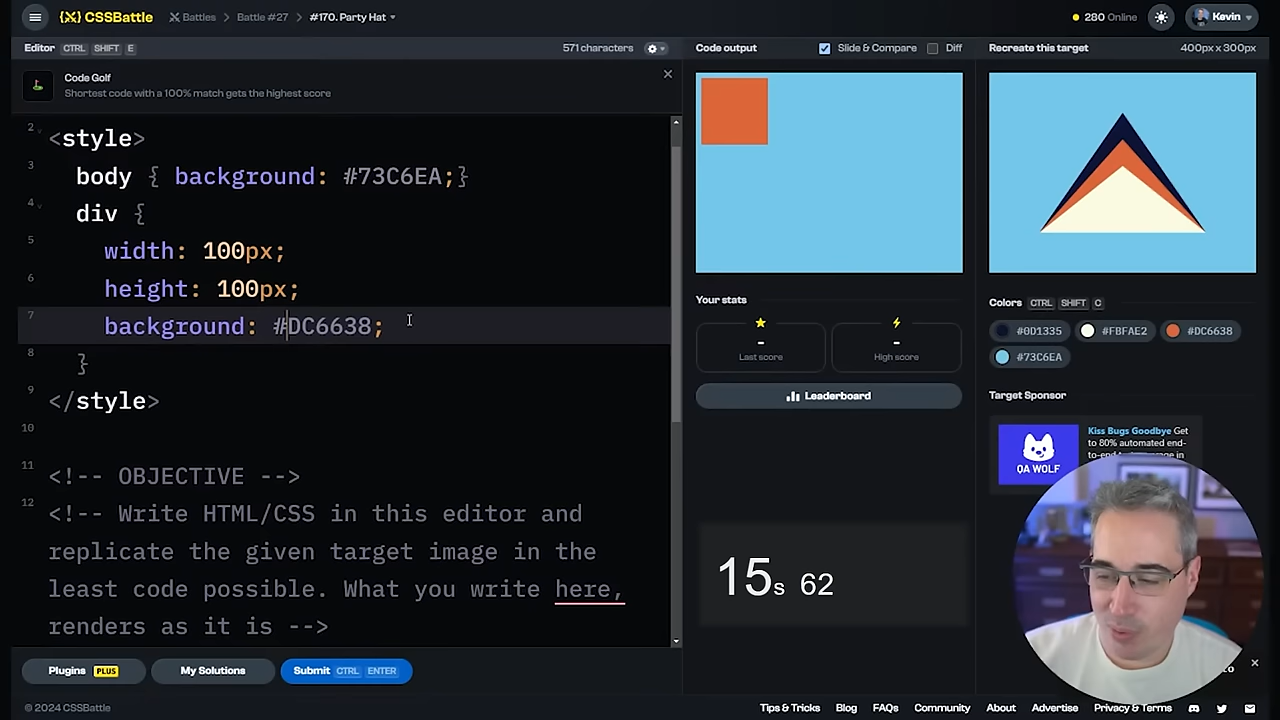 CSSBattle
Battles
Battle #27
#170. Party Hat
280 Online
Kevin
Editor CTRL SHIFT E
571 characters
Code output
Slide & Compare
Diff
Recreate this target
400px x 300px
Code Golf
Shortest code with a 100% match gets the highest score
2 <style>
3 body { background: #73C6EA;}
4 div {
5 width: 100px;
6 height: 100px;
7 background: #DC6638;
8 }
9 </style>
10
11 <!-- OBJECTIVE -->
12 <!-- Write HTML/CSS in this editor and
replicate the given target image in the
least code possible. What you write here,
renders as it is -->
Your stats
-
Last score
-
High score
Leaderboard
15s 62
Colors CTRL SHIFT C
#0D1335 #FBFAE2 #DC6638
#73C6EA
Target Sponsor
QA WOLF
Kiss Bugs Goodbye Get
to 80% automated end-
Plugins PLUS
My Solutions
Submit CTRL ENTER
© 2024 CSSBattle
Tips & Tricks Blog FAQs Community About Advertise Privacy & Terms